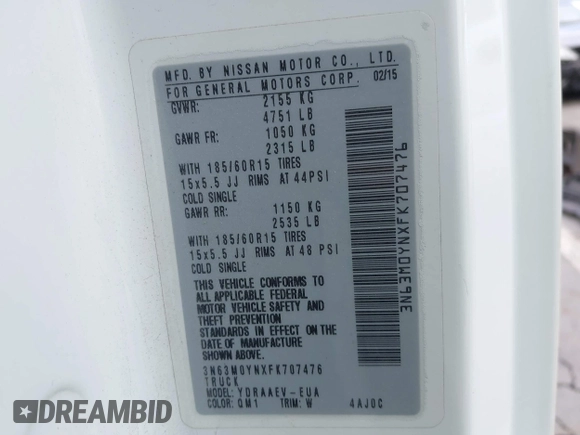 MFD. BY NISSAN MOTOR CO., LTD.
FOR GENERAL MOTORS CORP. 02/15
GVWR: 2155 KG
4751 LB
GAWR FR: 1050 KG
2315 LB
WITH 185/60R15 TIRES
15x5.5 JJ RIMS AT 44PSI
COLD SINGLE
GAWR RR: 1150 KG
2535 LB
WITH 185/60R15 TIRES
15x5.5 JJ RIMS AT 48 PSI
COLD SINGLE
THIS VEHICLE CONFORMS TO
ALL APPLICABLE FEDERAL
MOTOR VEHICLE SAFETY AND
THEFT PREVENTION
STANDARDS IN EFFECT ON THE
DATE OF MANUFACTURE
SHOWN ABOVE.
3N63M0YNXFK707476
TRUCK
MODEL: YDRAAEV-EUA
COLOR: QM1 TRIM: W 4AJ0C
3N63M0YNXFK707476
DREAMBID